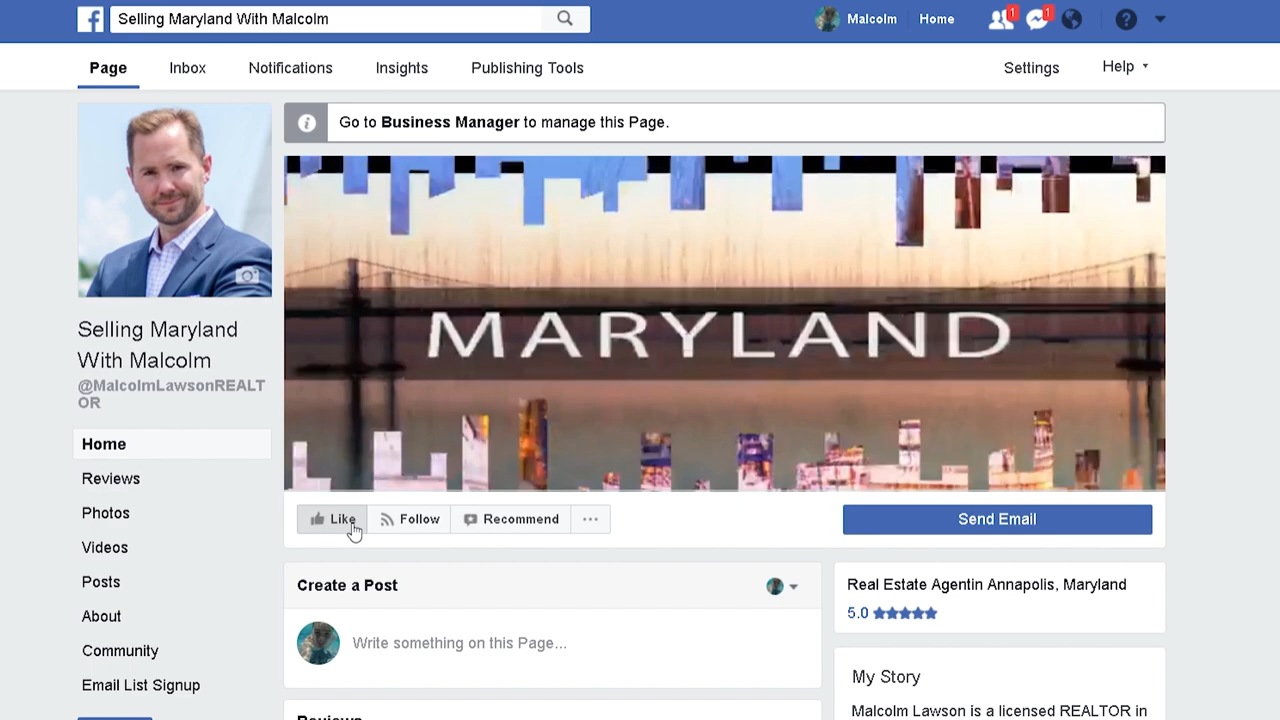 Selling Maryland With Malcolm
Malcolm Home 1 1 ?
Page Inbox Notifications Insights Publishing Tools Settings Help
Go to Business Manager to manage this Page.
MARYLAND
Selling Maryland
With Malcolm
@MalcolmLawsonREALT
OR
Home
Reviews
Photos
Videos
Posts
About
Community
Email List Signup
Like Follow Recommend ...
Send Email
Create a Post
Write something on this Page...
Reviews
Real Estate Agentin Annapolis, Maryland
5.0
My Story
Malcolm Lawson is a licensed REALTOR in